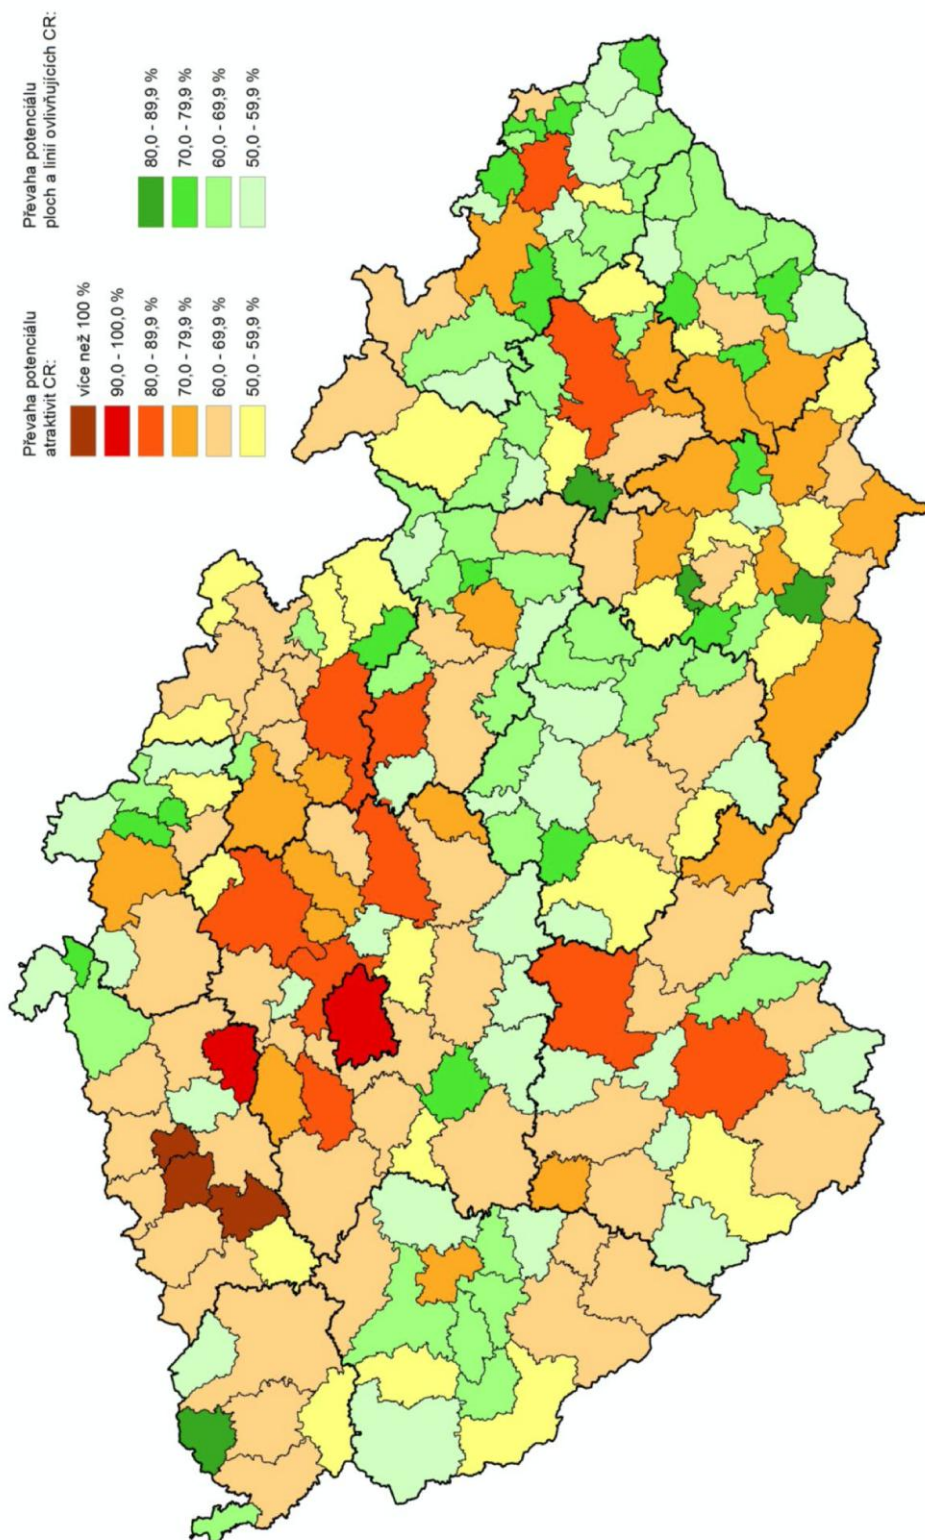 Převaha potenciálu
atraktivit CR:
více než 100 %
90,0 - 100,0 %
80,0 - 89,9 %
70,0 - 79,9 %
60,0 - 69,9 %
50,0 - 59,9 %
Převaha potenciálu
ploch a linií ovlivňujících CR:
80,0 - 89,9 %
70,0 - 79,9 %
60,0 - 69,9 %
50,0 - 59,9 %